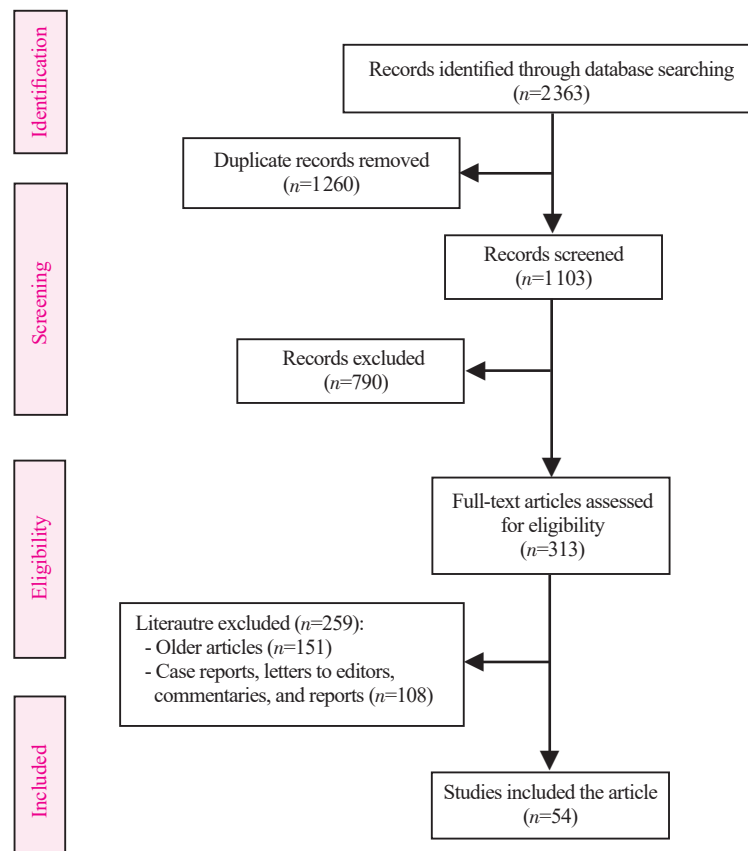 Identification
Records identified through database searching
(n=2363)
Duplicate records removed
(n=1260)
Screening
Records screened
(n=1103)
Records excluded
(n=790)
Eligibility
Full-text articles assessed
for eligibility
(n=313)
Literautre excluded (n=259):
- Older articles (n=151)
- Case reports, letters to editors,
commentaries, and reports (n=108)
Included
Studies included the article
(n=54)